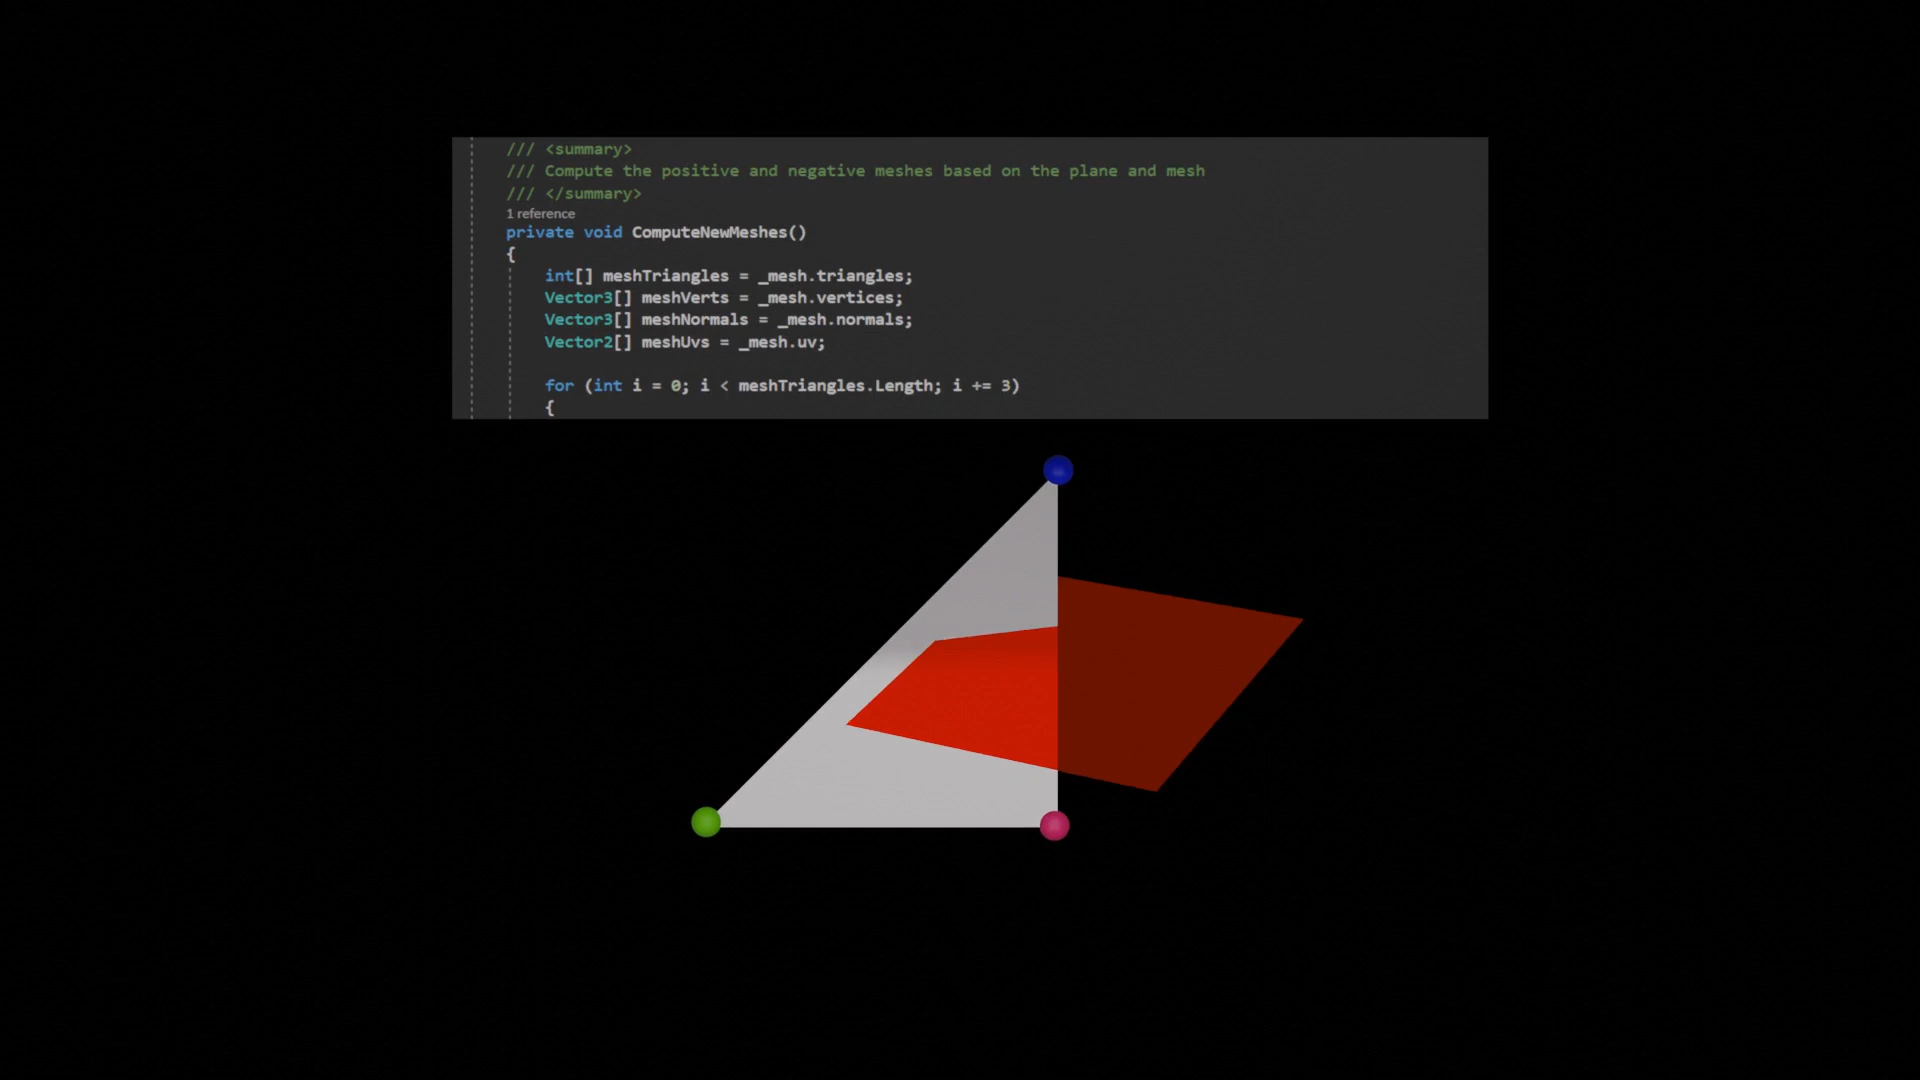 /// <summary>
/// Compute the positive and negative meshes based on the plane and mesh
/// </summary>
1 reference
private void ComputeNewMeshes()
{
int[] meshTriangles = _mesh.triangles;
Vector3[] meshVerts = _mesh.vertices;
Vector3[] meshNormals = _mesh.normals;
Vector2[] meshUvs = _mesh.uv;
for (int i = 0; i < meshTriangles.Length; i += 3)
{